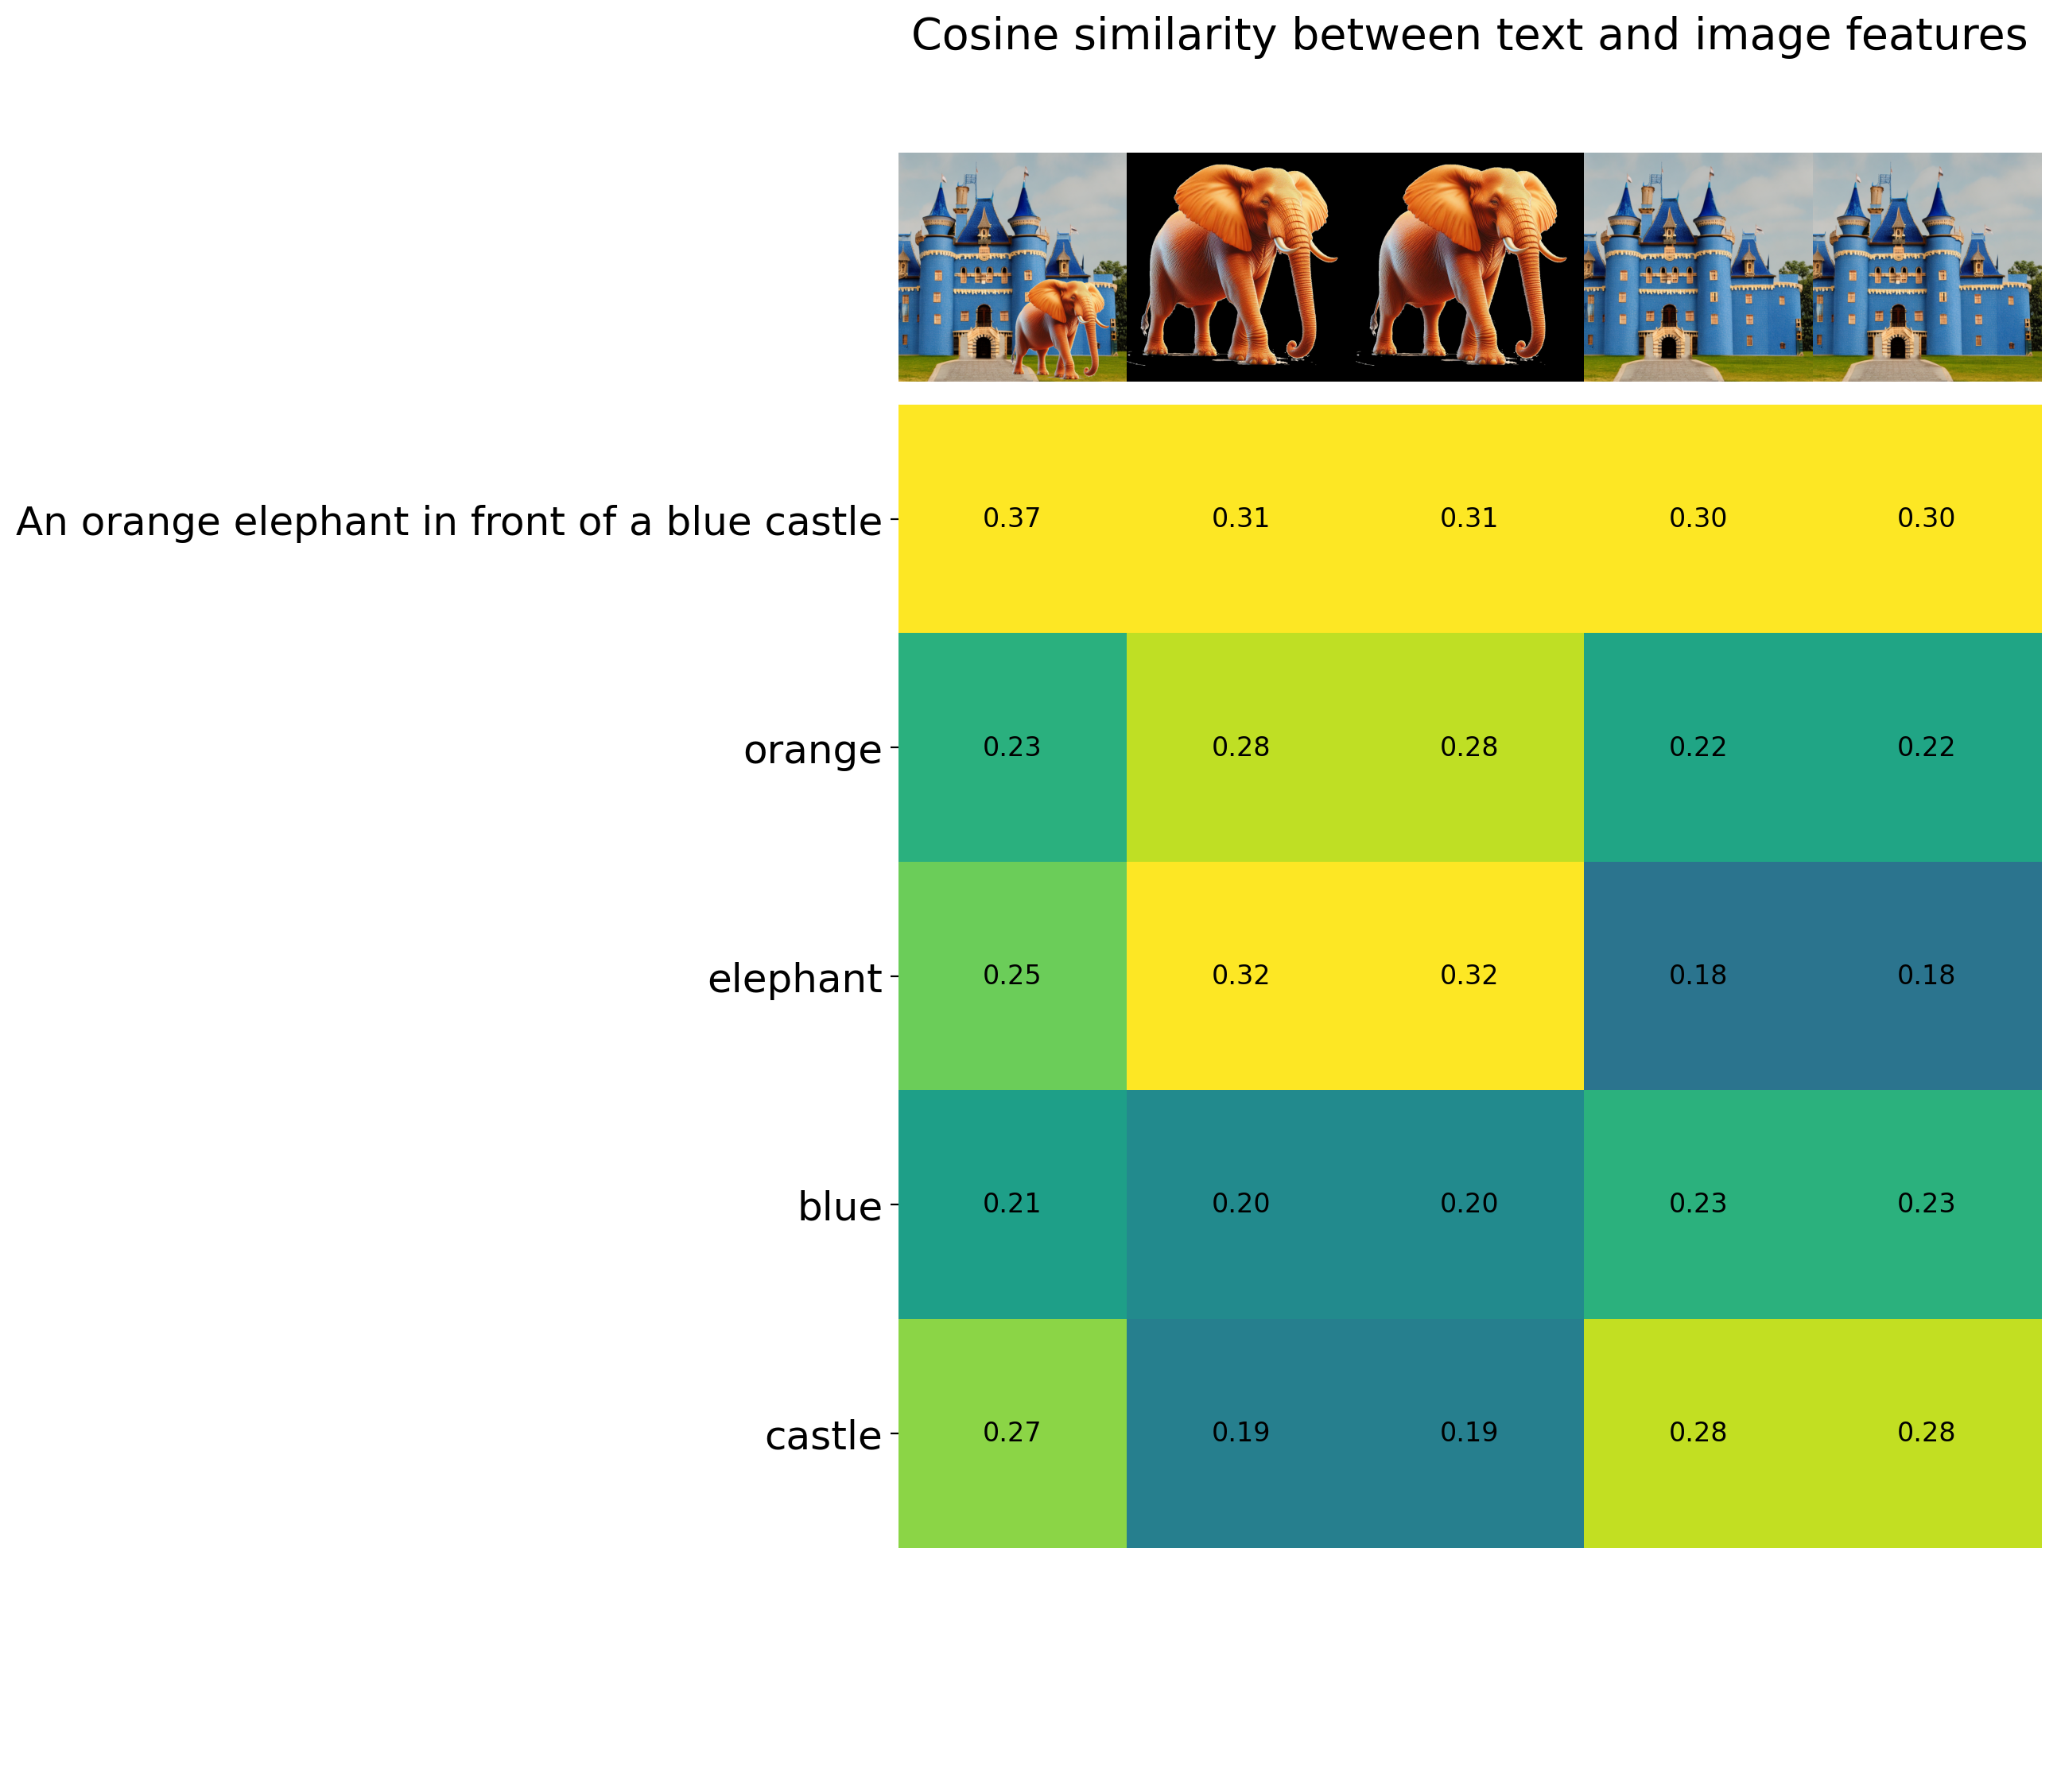 Cosine similarity between text and image features
An orange elephant in front of a blue castle 0.37 0.31 0.31 0.30 0.30
orange 0.23 0.28 0.28 0.22 0.22
elephant 0.25 0.32 0.32 0.18 0.18
blue 0.21 0.20 0.20 0.23 0.23
castle 0.27 0.19 0.19 0.28 0.28